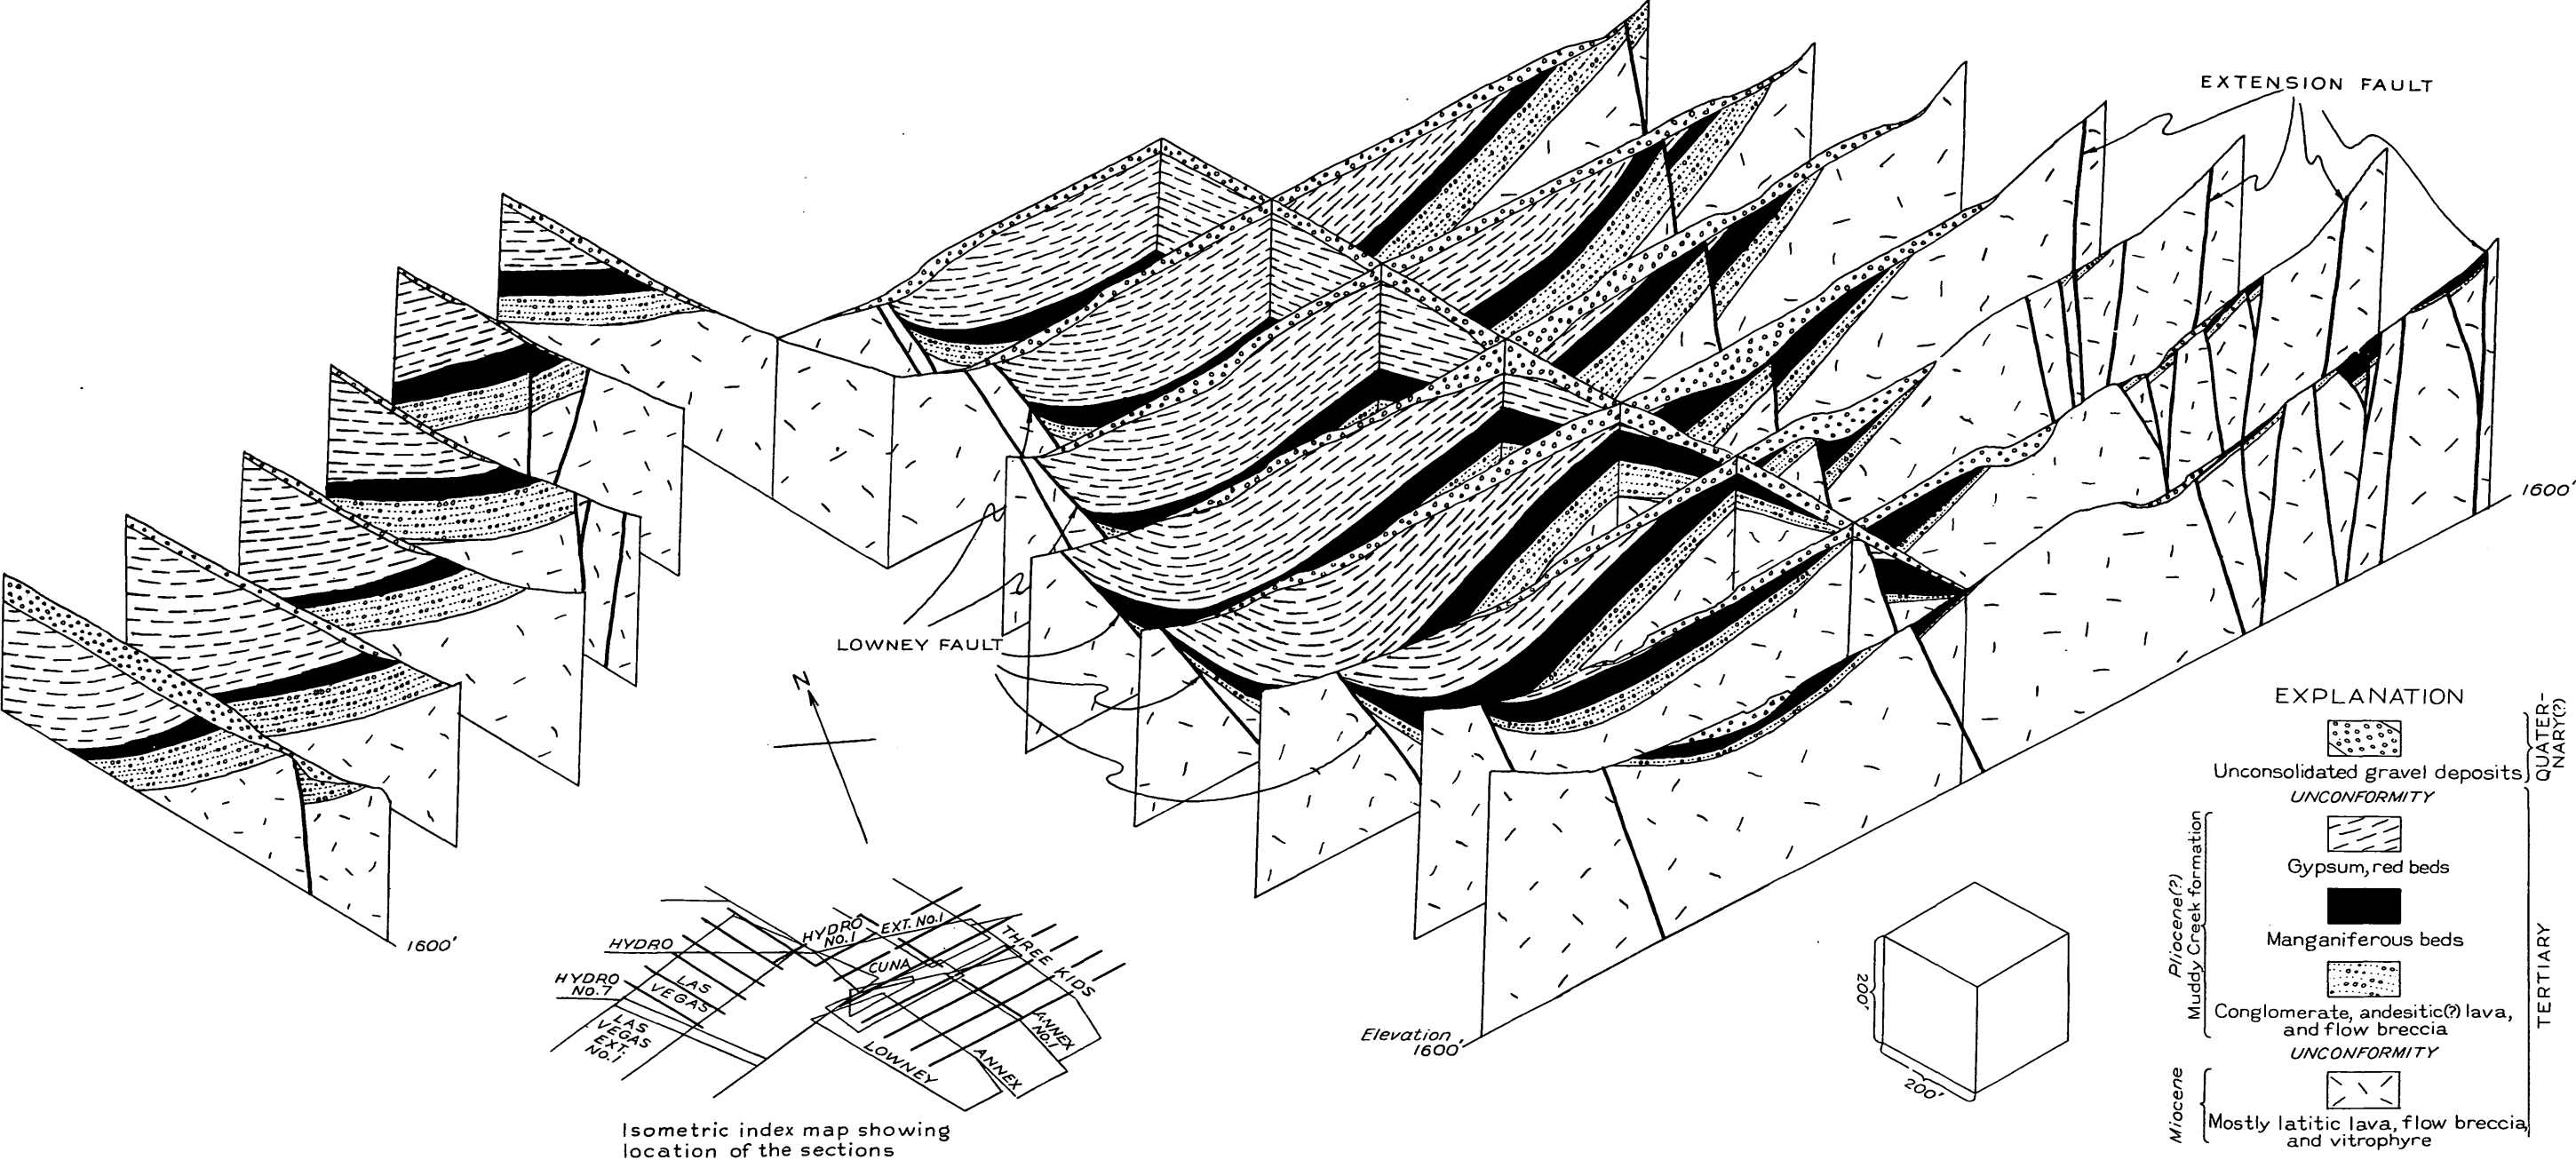 EXTENSION FAULT
1600'
LOWNEY FAULT
N
1600'
Elevation
1600'
200'
200'
EXPLANATION
Unconsolidated gravel deposits
QUATER-
NARY(?)
UNCONFORMITY
Gypsum, red beds
Manganiferous beds
Conglomerate, andesitic(?) lava,
and flow breccia
Pliocene(?)
Muddy Creek formation
UNCONFORMITY
Mostly latitic lava, flow breccia,
and vitrophyre
Miocene
TERTIARY
HYDRO
HYDRO
No.1
EXT. No.1
THREE KIDS
CUNA
HYDRO
No.7
LAS
VEGAS
LAS
VEGAS
EXT.
No.1
LOWNEY
ANNEX
ANNEX
No.1
Isometric index map showing
location of the sections